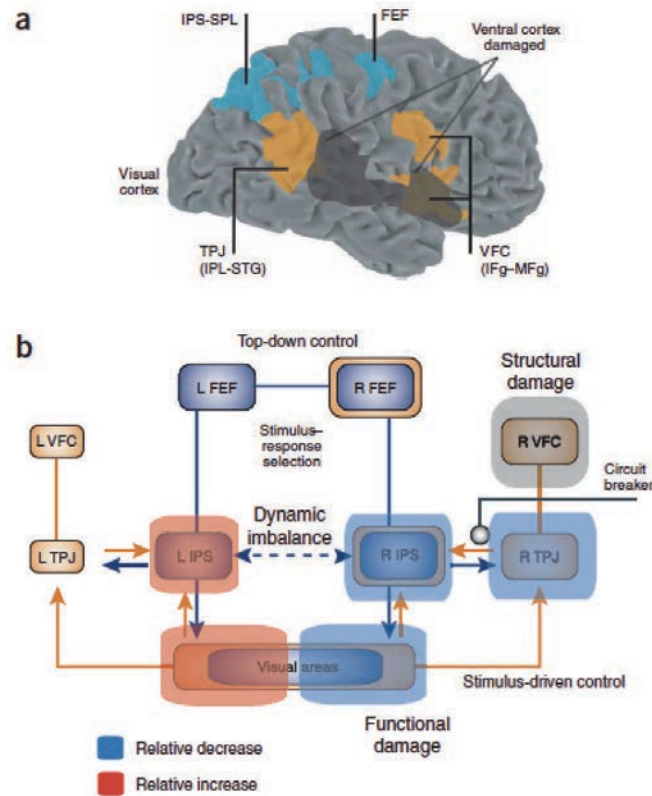 a
IPS-SPL
FEF
Ventral cortex
damaged
Visual
cortex
TPJ
(IPL-STG)
VFC
(IFg–MFg)
b
Top-down control
L FEF
R FEF
Structural
damage
L VFC
Stimulus–
response
selection
R VFC
Circuit
breaker
Dynamic
imbalance
L TPJ
L IPS
R IPS
R TPJ
Visual areas
Stimulus-driven control
Functional
damage
Relative decrease
Relative increase